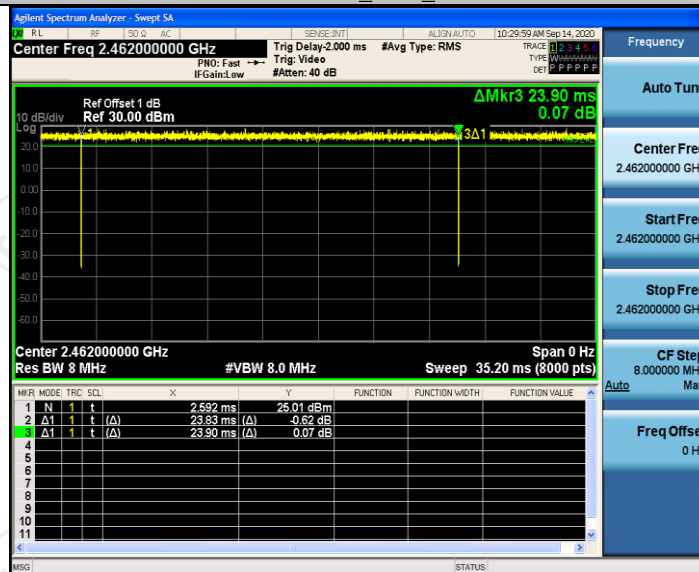 Agilent Spectrum Analyzer - Swept SA
RL RF 50 Ω AC SENSE:INT ALIGN AUTO 10:29:59 AM Sep 14, 2020
Center Freq 2.462000000 GHz
PNO: Fast
IFGain:Low
Trig Delay-2.000 ms
Trig: Video
#Atten: 40 dB
#Avg Type: RMS
TRACE 1 2 3 4 5 6
TYPE WWWWWW
DET P P P P P P
Ref Offset 1 dB
Ref 30.00 dBm
10 dB/div
Log
ΔMkr3 23.90 ms
0.07 dB
3Δ1
20.0
10.0
0.00
-10.0
-20.0
-30.0
-40.0
-50.0
-60.0
Center 2.462000000 GHz Span 0 Hz
Res BW 8 MHz #VBW 8.0 MHz Sweep 35.20 ms (8000 pts)
MKR MODE TRC SCL X Y FUNCTION FUNCTION WIDTH FUNCTION VALUE
1 N 1 t 2.592 ms 25.01 dBm
2 Δ1 1 t (Δ) 23.83 ms (Δ) -0.62 dB
3 Δ1 1 t (Δ) 23.90 ms (Δ) 0.07 dB
4
5
6
7
8
9
10
11
MSG STATUS
Frequency
Auto Tun
Center Fre
2.462000000 GH
Start Fre
2.462000000 GH
Stop Fre
2.462000000 GH
CF Step
8.000000 MH
Auto Ma
Freq Offse
0 H